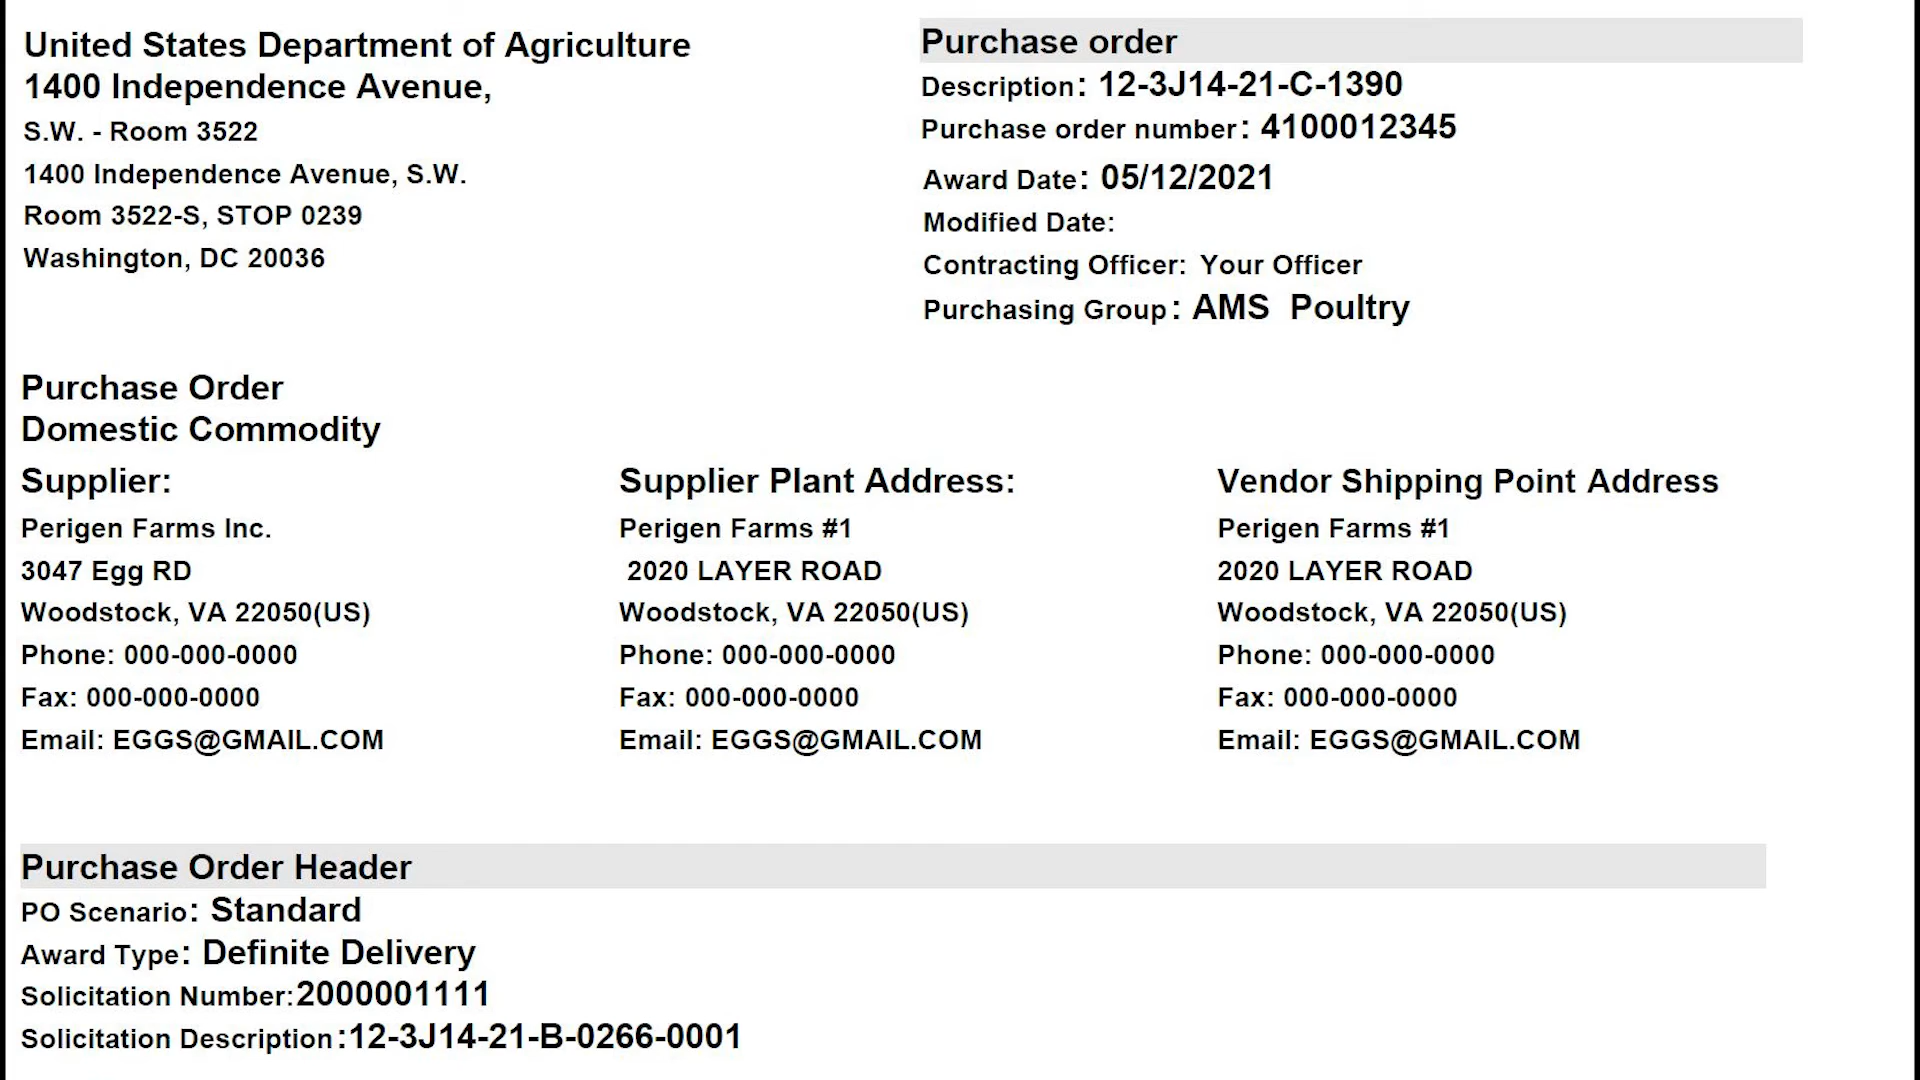 United States Department of Agriculture
1400 Independence Avenue,
S.W. - Room 3522
1400 Independence Avenue, S.W.
Room 3522-S, STOP 0239
Washington, DC 20036
Purchase order
Description: 12-3J14-21-C-1390
Purchase order number: 4100012345
Award Date: 05/12/2021
Modified Date:
Contracting Officer: Your Officer
Purchasing Group: AMS Poultry
Purchase Order
Domestic Commodity
Supplier:
Perigen Farms Inc.
3047 Egg RD
Woodstock, VA 22050(US)
Phone: 000-000-0000
Fax: 000-000-0000
Email: EGGS@GMAIL.COM
Supplier Plant Address:
Perigen Farms #1
2020 LAYER ROAD
Woodstock, VA 22050(US)
Phone: 000-000-0000
Fax: 000-000-0000
Email: EGGS@GMAIL.COM
Vendor Shipping Point Address
Perigen Farms #1
2020 LAYER ROAD
Woodstock, VA 22050(US)
Phone: 000-000-0000
Fax: 000-000-0000
Email: EGGS@GMAIL.COM
Purchase Order Header
PO Scenario: Standard
Award Type: Definite Delivery
Solicitation Number:2000001111
Solicitation Description:12-3J14-21-B-0266-0001